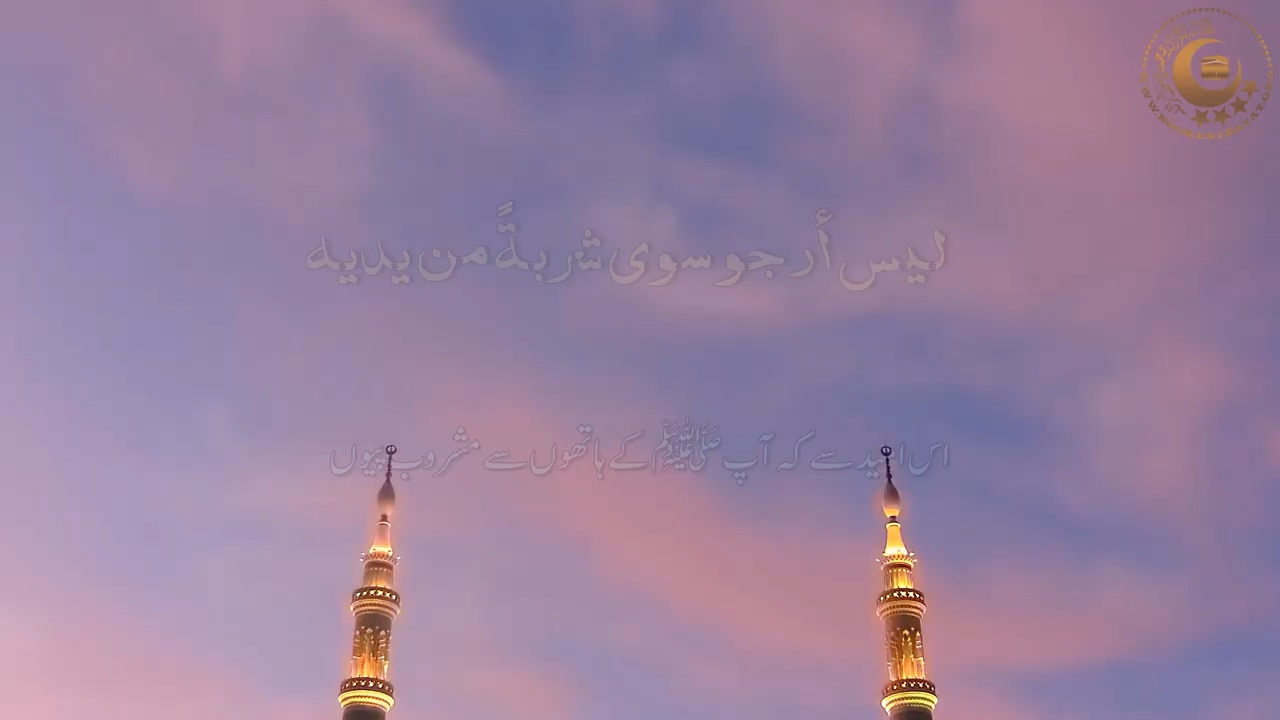 ليس أرجو سوى شربةً من يديه
اس امید سے کہ آپ ﷺ کے ہاتھوں سے مشروب پیوں